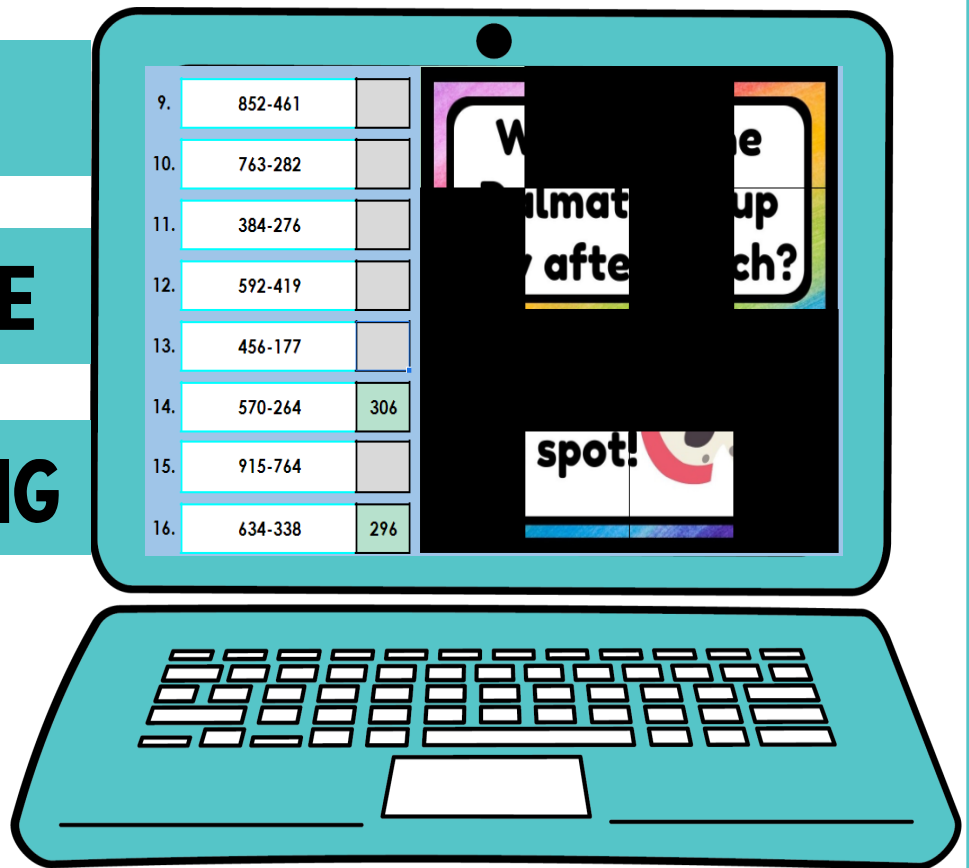 9. 852-461
10. 763-282
11. 384-276
12. 592-419
13. 456-177
14. 570-264 306
15. 915-764
16. 634-338 296
W e
almat up
afte ch?
spot!
E
G